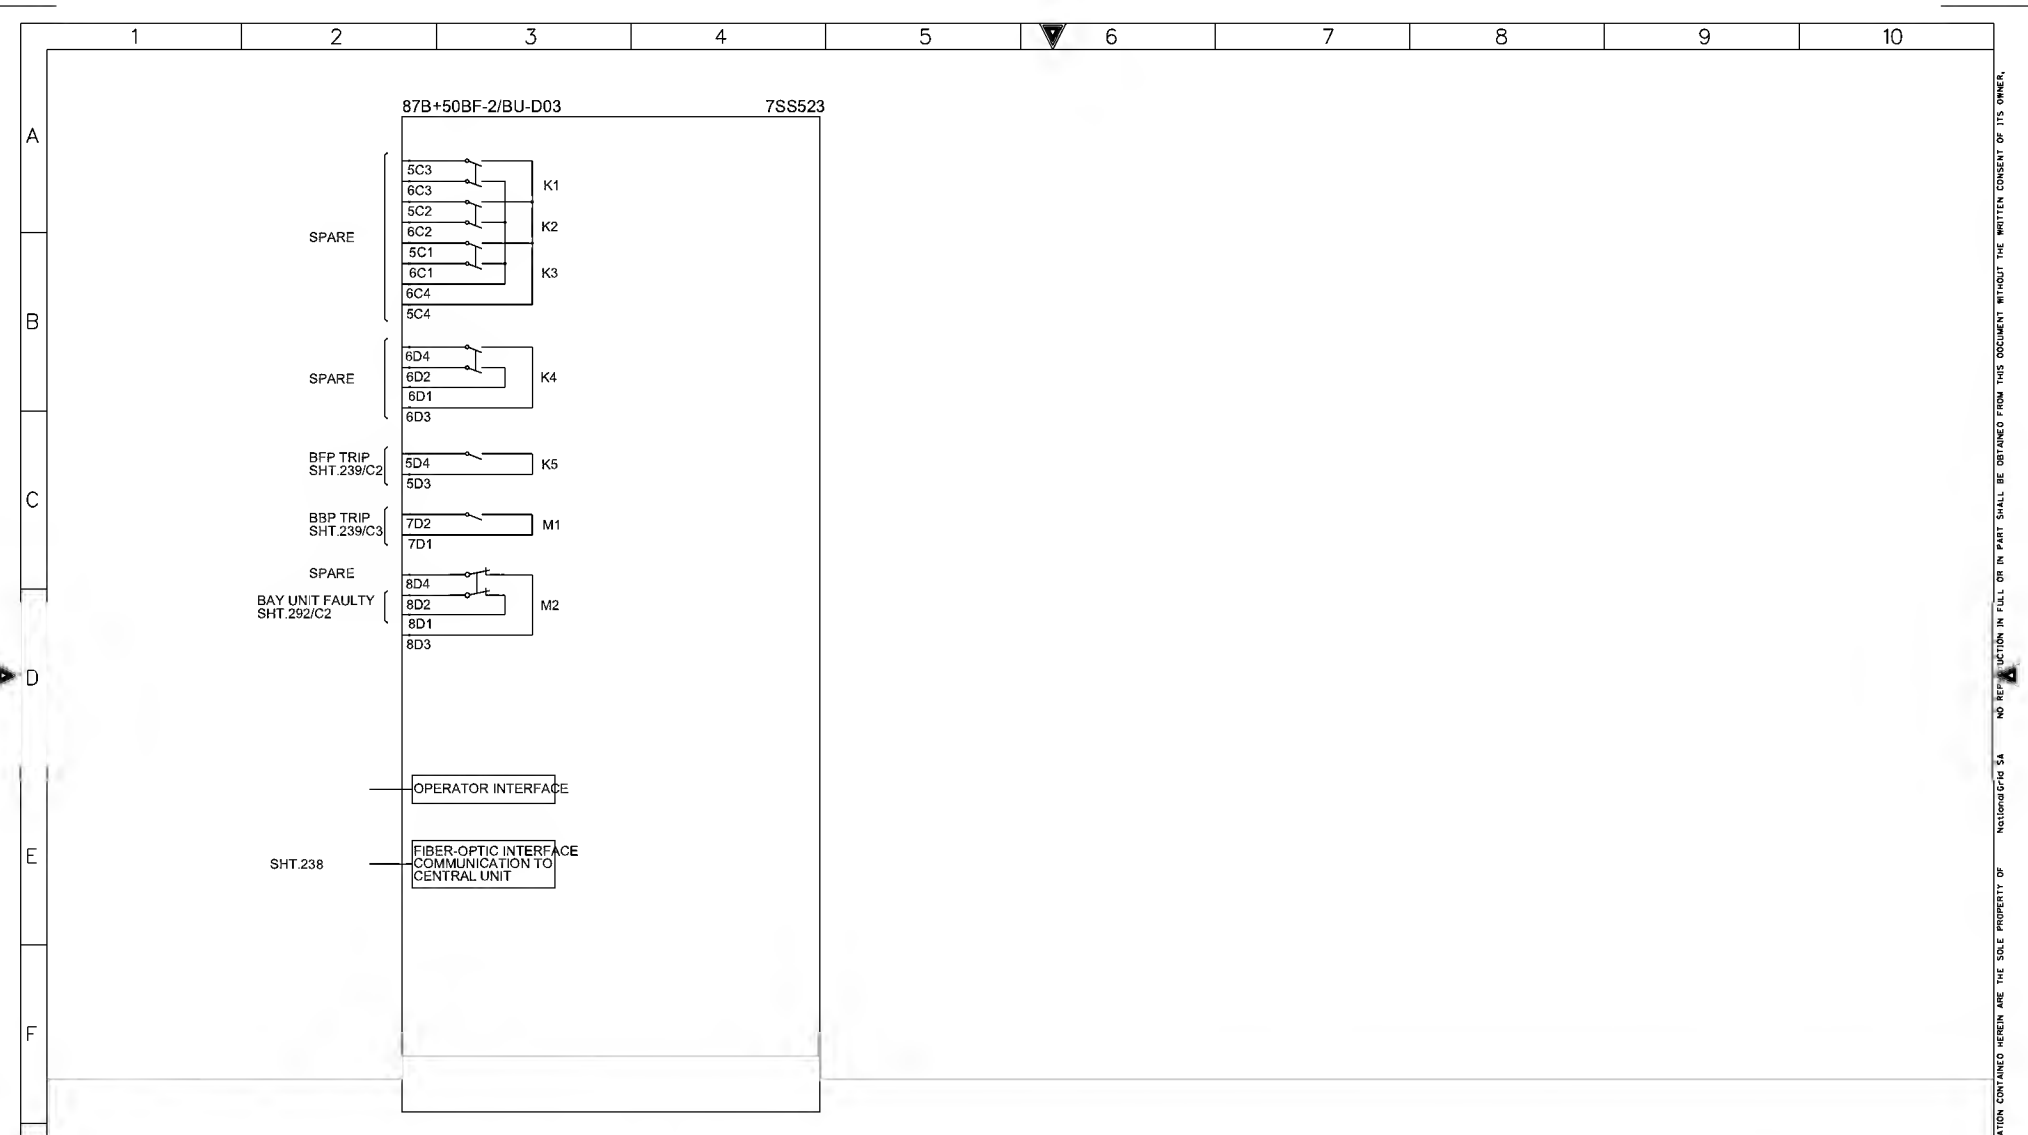 1 2 3 4 5 6 7 8 9 10
87B+50BF-2/BU-D03 7SS523
A
5C3
K1
6C3
5C2
K2
6C2
SPARE
5C1
6C1 K3
6C4
5C4
B
6D4
SPARE 6D2 K4
6D1
6D3
BFP TRIP
SHT.239/C2
5D4 K5
5D3
C
BBP TRIP
SHT.239/C3
7D2 M1
7D1
SPARE
8D4
BAY UNIT FAULTY
SHT.292/C2
8D2 M2
8D1
8D3
D
OPERATOR INTERFACE
E
SHT.238
FIBER-OPTIC INTERFACE
COMMUNICATION TO
CENTRAL UNIT
F
ATION CONTAINED HEREIN ARE THE SOLE PROPERTY OF NationalGrid SA NO REP UCTION IN FULL OR IN PART SHALL BE OBTAINED FROM THIS DOCUMENT WITHOUT THE WRITTEN CONSENT OF ITS OWNER.